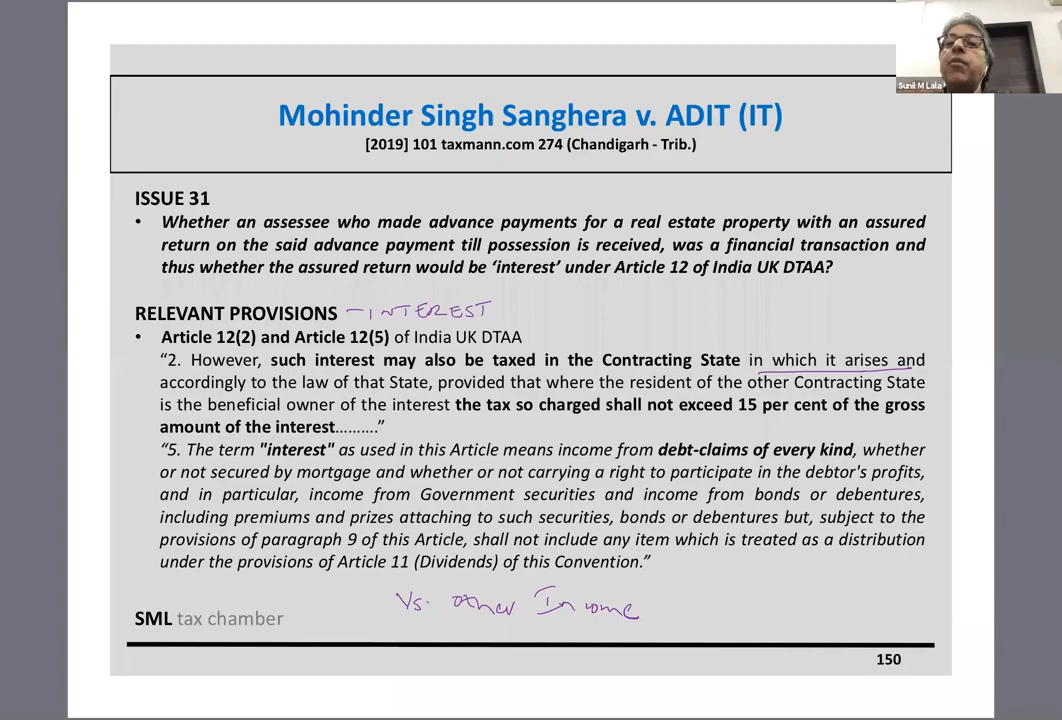 Sunil M Lala
Mohinder Singh Sanghera v. ADIT (IT)
[2019] 101 taxmann.com 274 (Chandigarh - Trib.)
ISSUE 31
• Whether an assessee who made advance payments for a real estate property with an assured
return on the said advance payment till possession is received, was a financial transaction and
thus whether the assured return would be ‘interest’ under Article 12 of India UK DTAA?
RELEVANT PROVISIONS – INTEREST
• Article 12(2) and Article 12(5) of India UK DTAA
“2. However, such interest may also be taxed in the Contracting State in which it arises and
accordingly to the law of that State, provided that where the resident of the other Contracting State
is the beneficial owner of the interest the tax so charged shall not exceed 15 per cent of the gross
amount of the interest……….”
“5. The term "interest" as used in this Article means income from debt-claims of every kind, whether
or not secured by mortgage and whether or not carrying a right to participate in the debtor's profits,
and in particular, income from Government securities and income from bonds or debentures,
including premiums and prizes attaching to such securities, bonds or debentures but, subject to the
provisions of paragraph 9 of this Article, shall not include any item which is treated as a distribution
under the provisions of Article 11 (Dividends) of this Convention.”
Vs. other Income
SML tax chamber
150